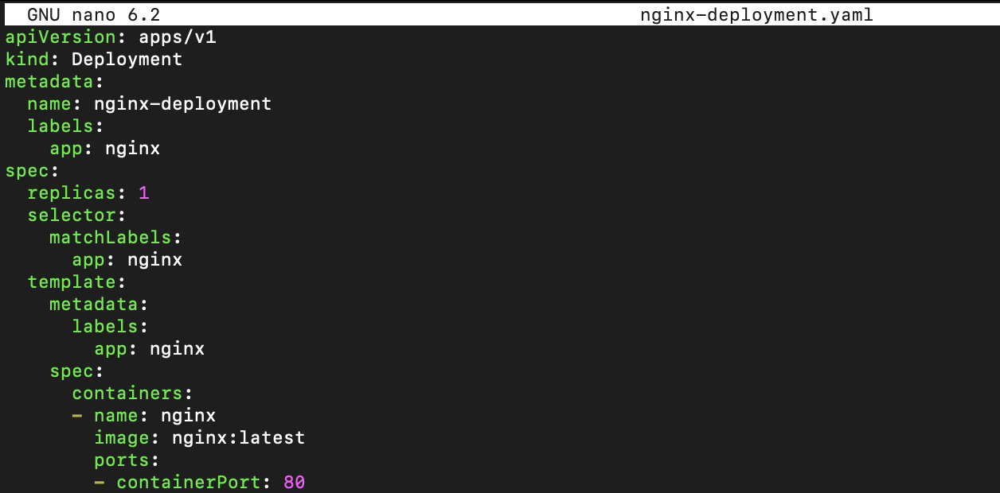 GNU nano 6.2 nginx-deployment.yaml
apiVersion: apps/v1
kind: Deployment
metadata:
  name: nginx-deployment
  labels:
    app: nginx
spec:
  replicas: 1
  selector:
    matchLabels:
      app: nginx
  template:
    metadata:
      labels:
        app: nginx
    spec:
      containers:
      - name: nginx
        image: nginx:latest
        ports:
        - containerPort: 80